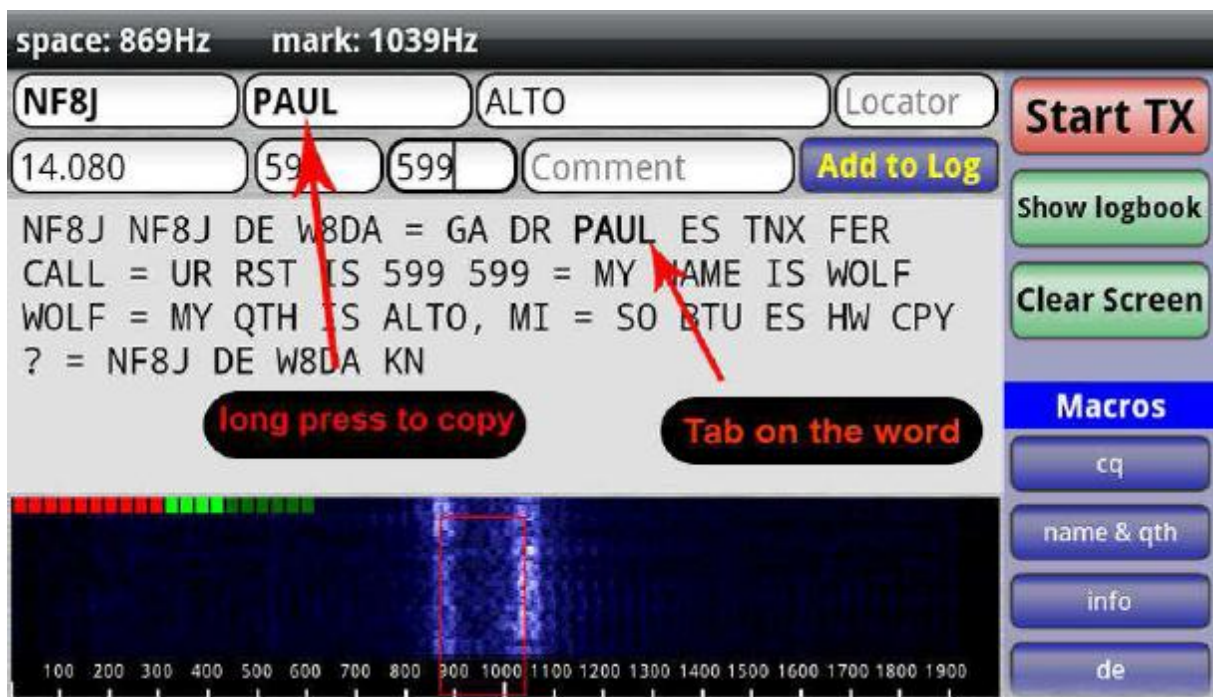 space: 869Hz mark: 1039Hz
NF8J PAUL ALTO Locator
14.080 59 599 Comment Add to Log
Start TX
Show logbook
Clear Screen
NF8J NF8J DE W8DA = GA DR PAUL ES TNX FER
CALL = UR RST IS 599 599 = MY NAME IS WOLF
WOLF = MY QTH IS ALTO, MI = SO BTU ES HW CPY
? = NF8J DE W8DA KN
long press to copy
Tab on the word
Macros
cq
name & qth
info
de
100 200 300 400 500 600 700 800 900 1000 1100 1200 1300 1400 1500 1600 1700 1800 1900